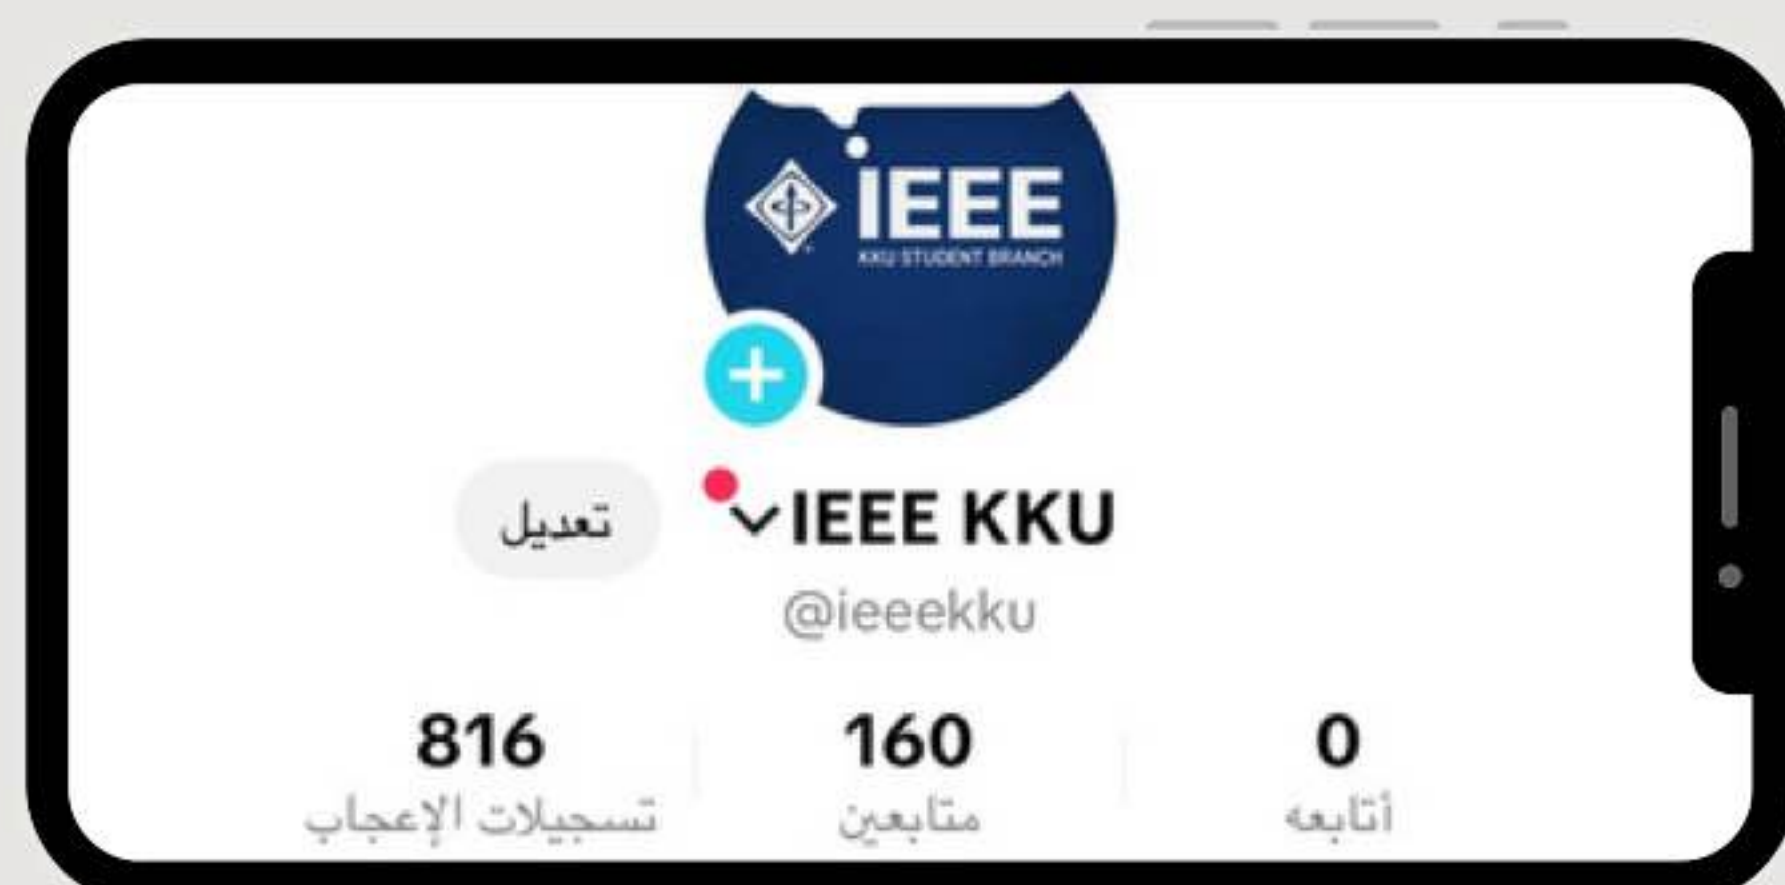 IEEE
KKU STUDENT BRANCH
IEEE KKU
تعديل
@ieeekku
0 160 816
أتابعه متابعين تسجيلات الإعجاب